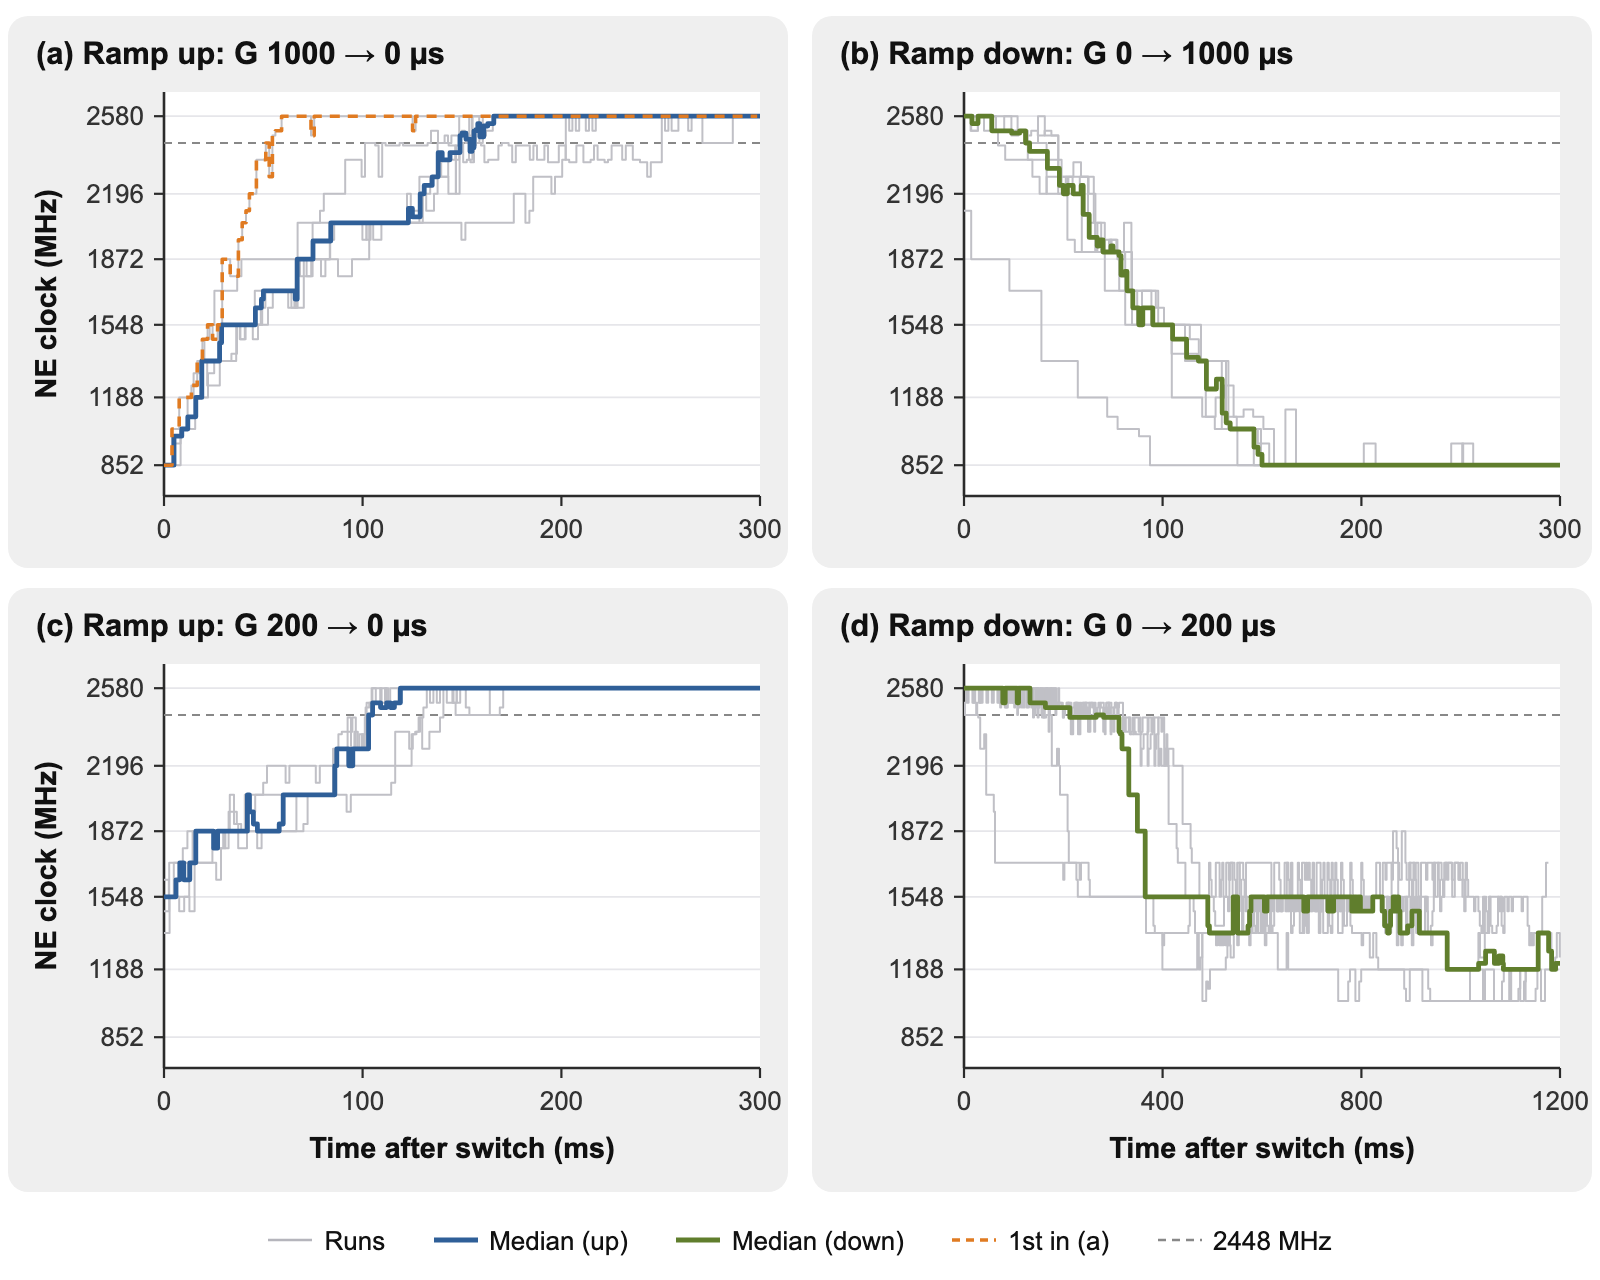 (a) Ramp up: G 1000 → 0 µs
NE clock (MHz)
2580
2196
1872
1548
1188
852
0 100 200 300
(b) Ramp down: G 0 → 1000 µs
2580
2196
1872
1548
1188
852
0 100 200 300
(c) Ramp up: G 200 → 0 µs
NE clock (MHz)
2580
2196
1872
1548
1188
852
0 100 200 300
Time after switch (ms)
(d) Ramp down: G 0 → 200 µs
2580
2196
1872
1548
1188
852
0 400 800 1200
Time after switch (ms)
Runs Median (up) Median (down) 1st in (a) 2448 MHz